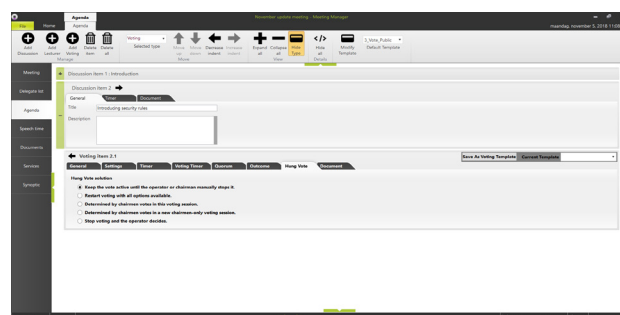 Agenda
November update meeting - Meeting Manager
File Home Agenda
maandag, november 5, 2018 11:0
Add Discussion
Add Lectures
Add Voting
Delete item
Delete all
Manage
Voting
Selected type
Move up
Move down
Decrease indent
Increase indent
Move
Expand all
Collapse all
Hide Type
View
</>
Hide all
Details
Modify Template
I_Vote_Public
Default Template
Meeting
Delegate list
Agenda
Speech time
Documents
Services
Synoptic
+ Discussion item 1 : Introduction
Discussion item 2
General Timer Document
Title Introducing security rules
Description
Voting item 2.1
Save As Voting Template Current Template
General Settings Timer Voting Timer Quorum Outcome Hung Vote Document
Hung Vote solution
Keep the vote active until the operator or chairman manually stops it.
Restart voting with all options available.
Determined by chairmen votes in this voting session.
Determined by chairmen votes in a new chairmen-only voting session.
Stop voting and the operator decides.